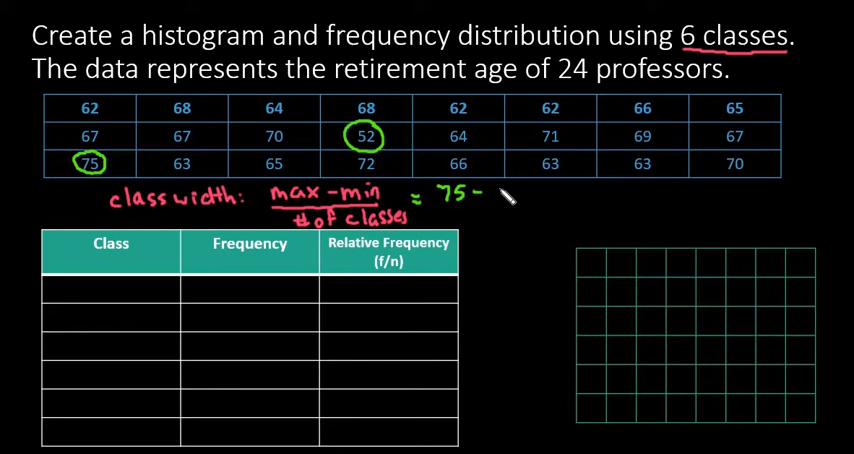 Create a histogram and frequency distribution using 6 classes.
The data represents the retirement age of 24 professors.
62 68 64 68 62 62 66 65
67 67 70 52 64 71 69 67
75 63 65 72 66 63 63 70
class width: max - min / # of classes = 75 -
Class Frequency Relative Frequency (f/n)